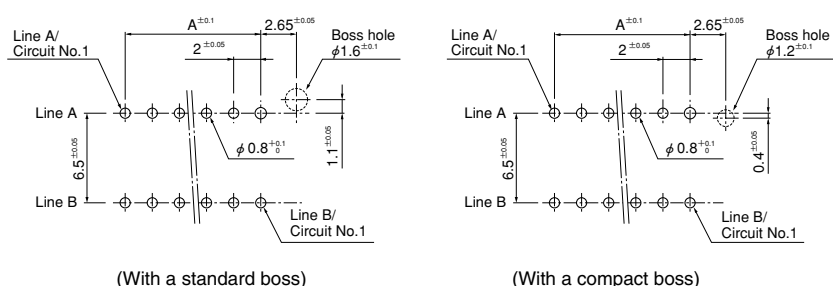 Line A/
Circuit No.1
A±0.1
2.65±0.05
2 ±0.05
Boss hole
φ1.6±0.1
Line A
φ 0.8 +0.1 0
6.5±0.05
1.1±0.05
Line B
Line B/
Circuit No.1
(With a standard boss)
Line A/
Circuit No.1
A±0.1
2.65±0.05
2 ±0.05
Boss hole
φ1.2±0.1
Line A
φ 0.8 +0.1 0
6.5±0.05
0.4±0.05
Line B
Line B/
Circuit No.1
(With a compact boss)